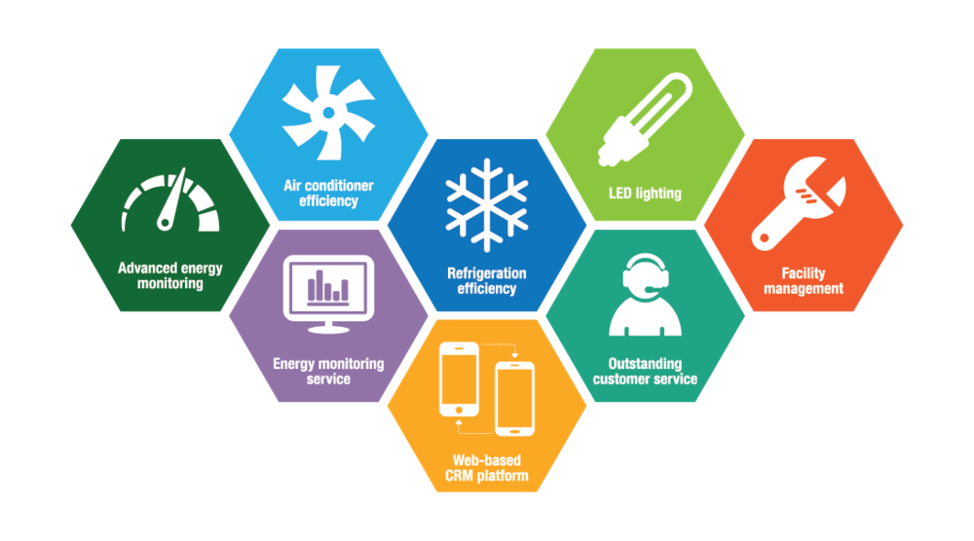 Air conditioner
efficiency
LED lighting
Advanced energy
monitoring
Refrigeration
efficiency
Facility
management
Energy monitoring
service
Outstanding
customer service
Web-based
CRM platform